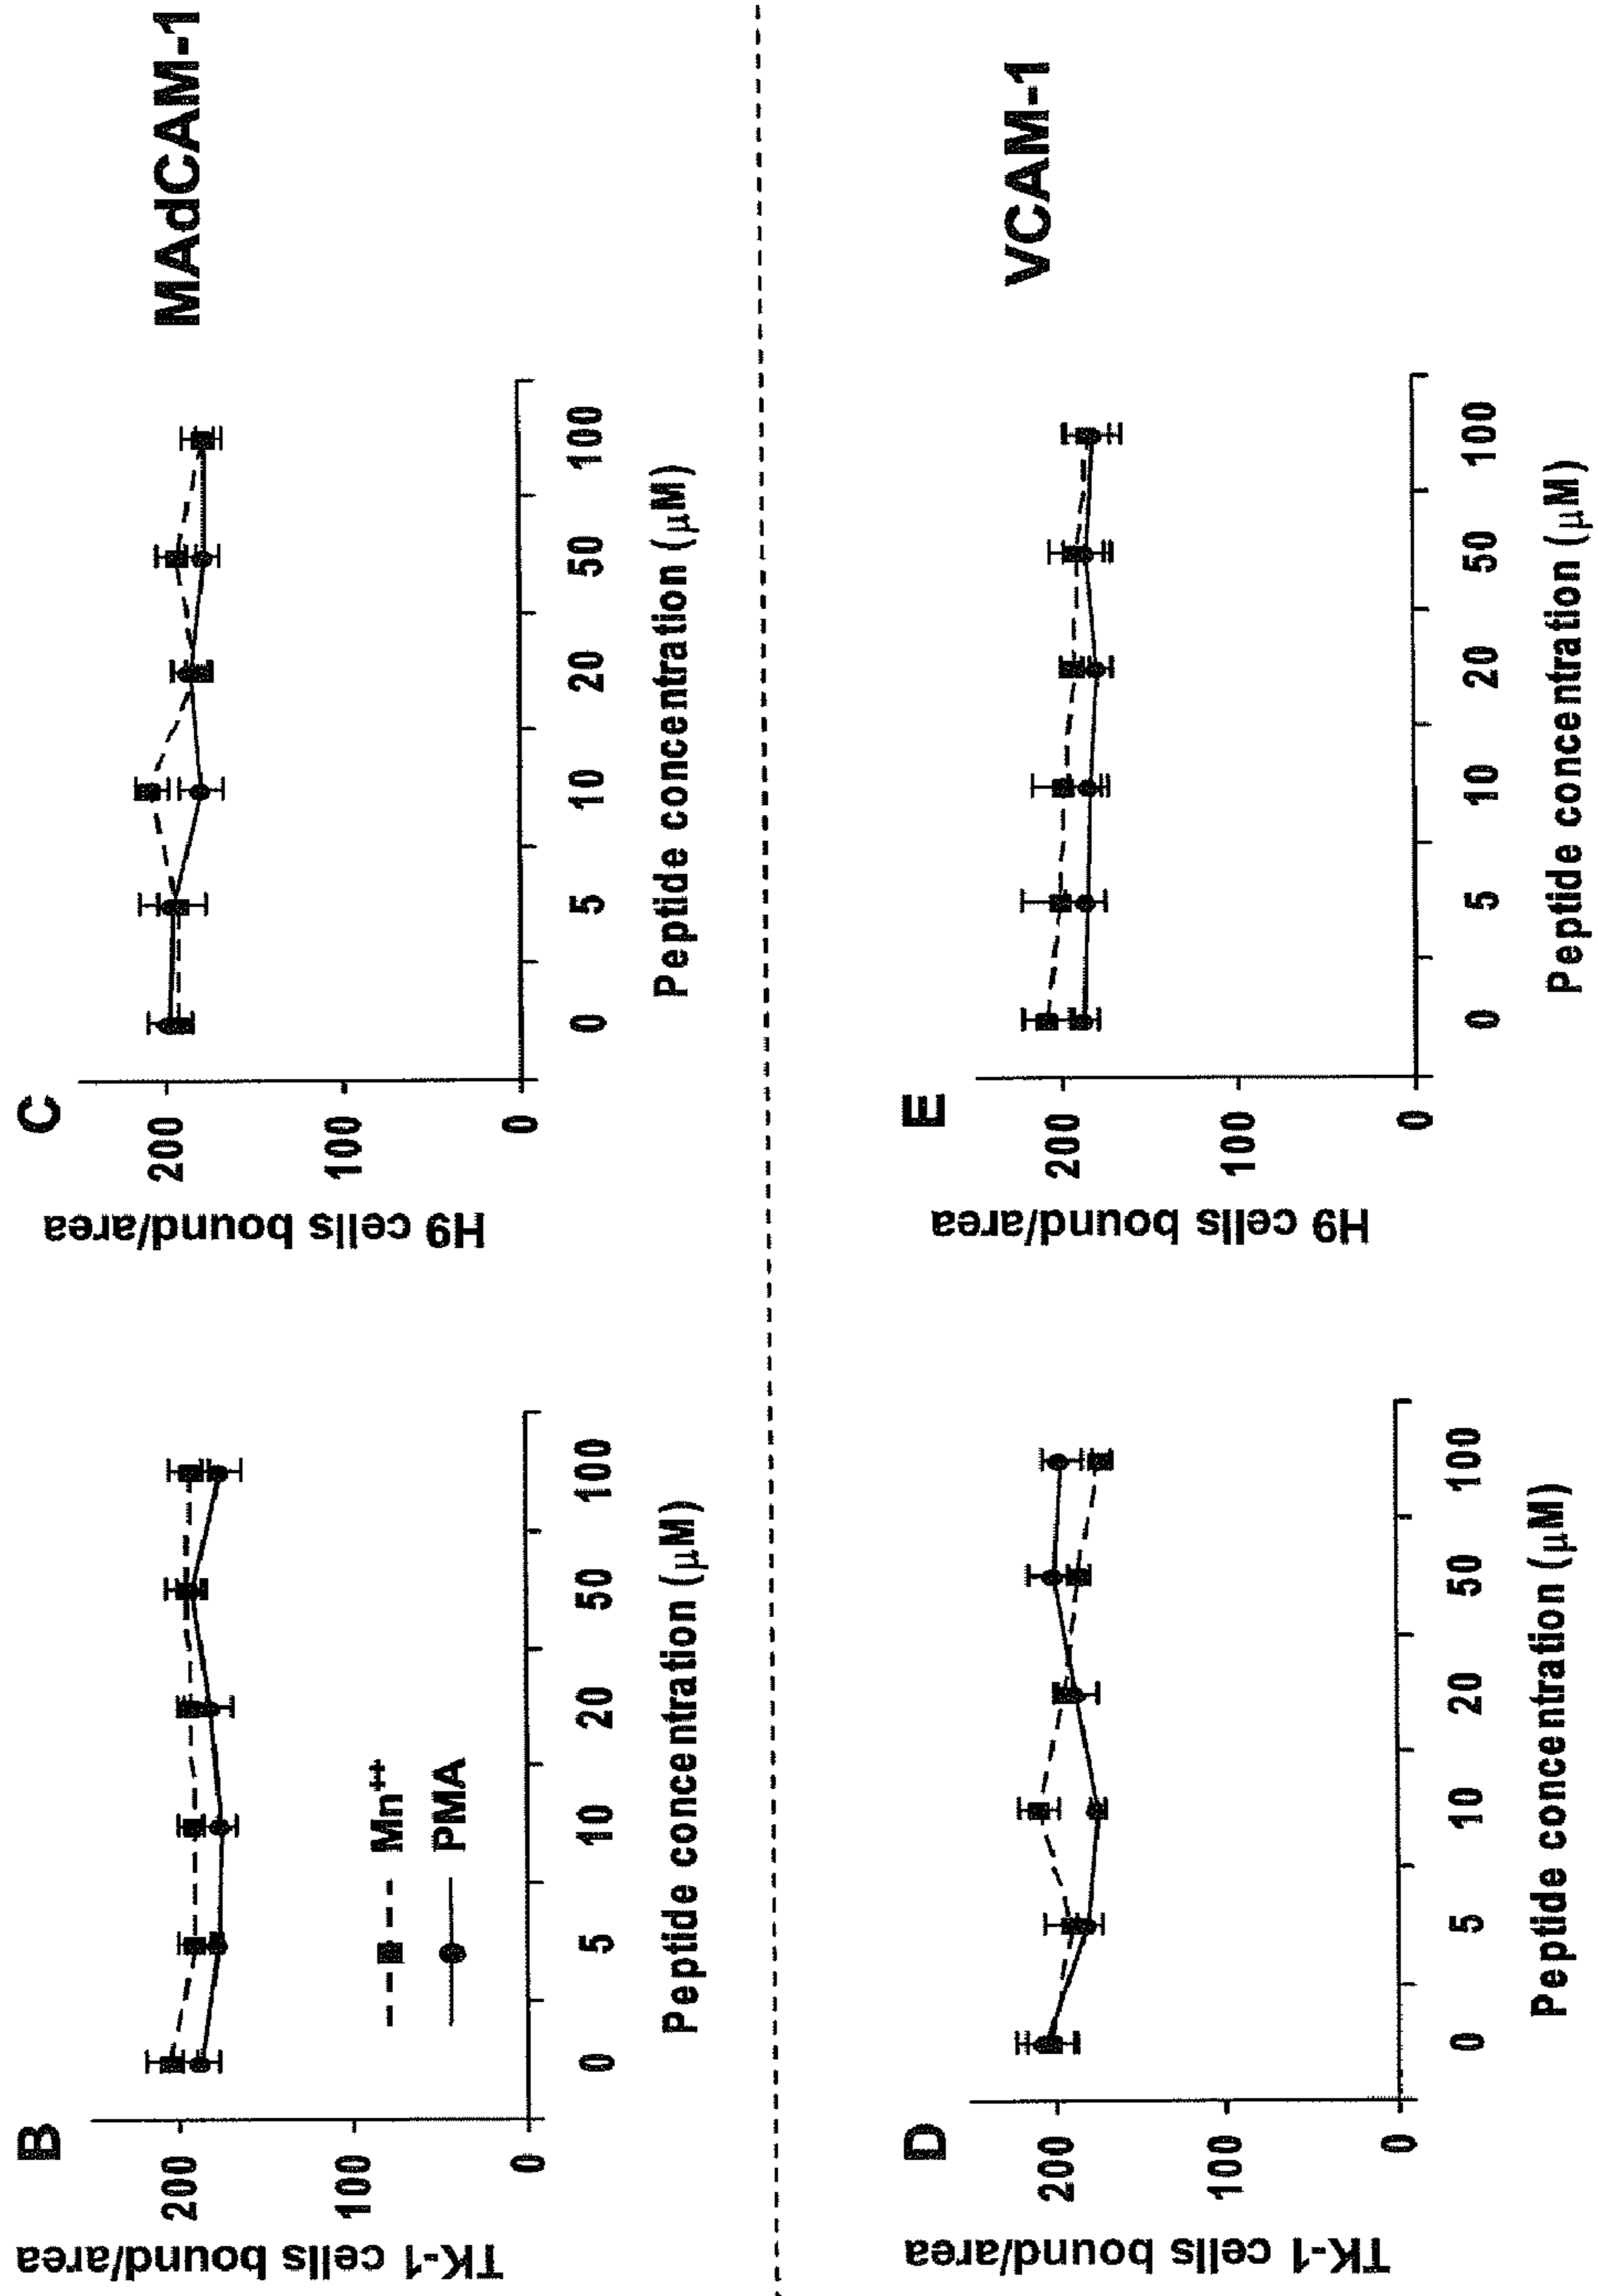 B
TK-1 cells bound/area
200
100
0
Mn++
PMA
0 5 10 20 50 100
Peptide concentration (µM)
C
H9 cells bound/area
200
100
0
0 5 10 20 50 100
Peptide concentration (µM)
MAdCAM-1
D
TK-1 cells bound/area
200
100
0
0 5 10 20 50 100
Peptide concentration (µM)
E
H9 cells bound/area
200
100
0
0 5 10 20 50 100
Peptide concentration (µM)
VCAM-1